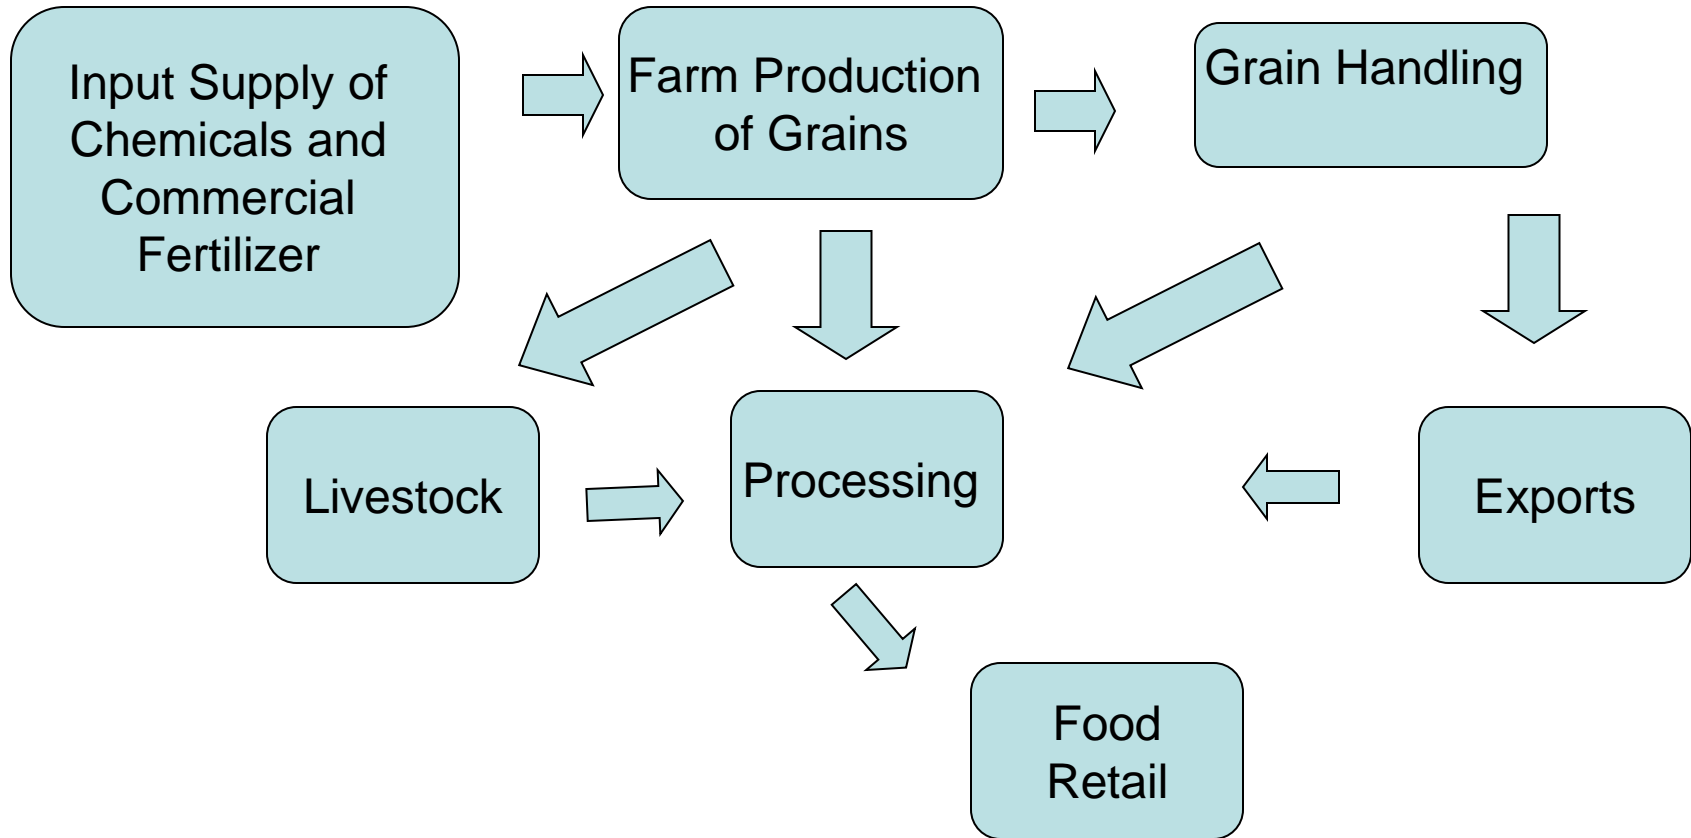 Input Supply of
Chemicals and
Commercial
Fertilizer
Farm Production
of Grains
Grain Handling
Livestock
Processing
Exports
Food
Retail